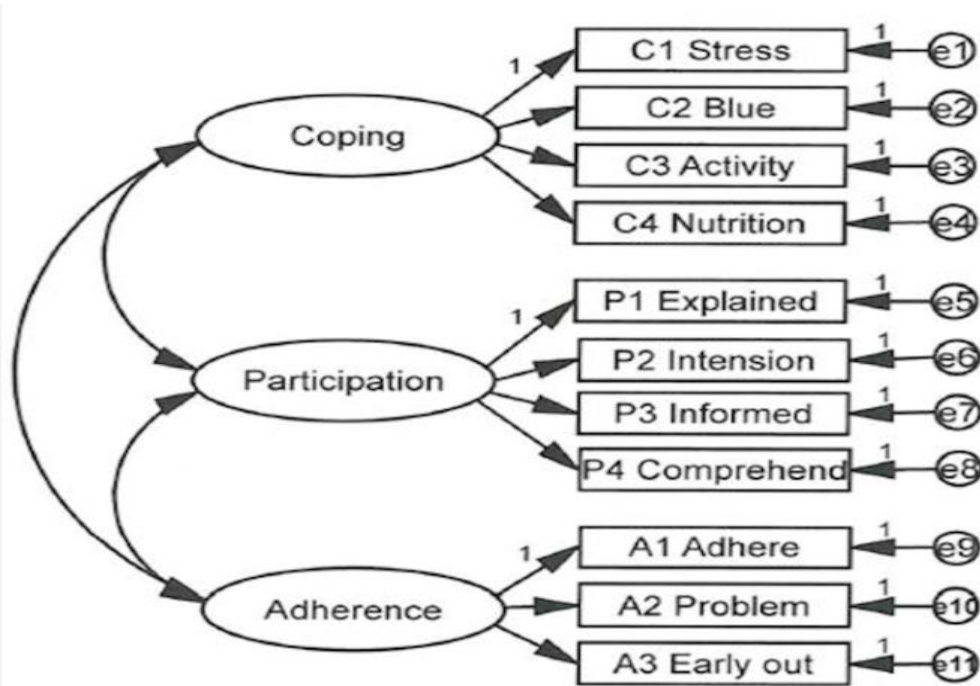 1
C1 Stress
1
e1
C2 Blue
1
e2
Coping
C3 Activity
1
e3
C4 Nutrition
1
e4
1
P1 Explained
1
e5
P2 Intension
1
e6
Participation
P3 Informed
1
e7
P4 Comprehend
1
e8
1
A1 Adhere
1
e9
Adherence
A2 Problem
1
e10
A3 Early out
1
e11